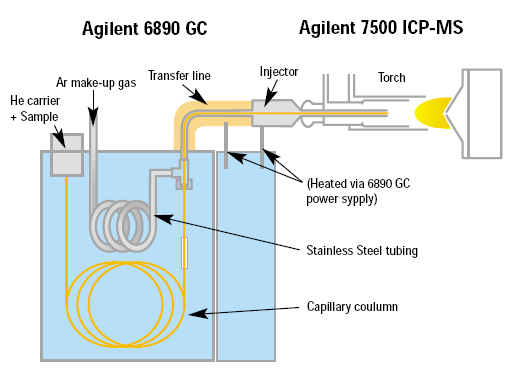 Agilent 6890 GC
Agilent 7500 ICP-MS
Ar make-up gas
Transfer line
Injector
Torch
He carrier
+ Sample
(Heated via 6890 GC
power sypply)
Stainless Steel tubing
Capillary coulumn